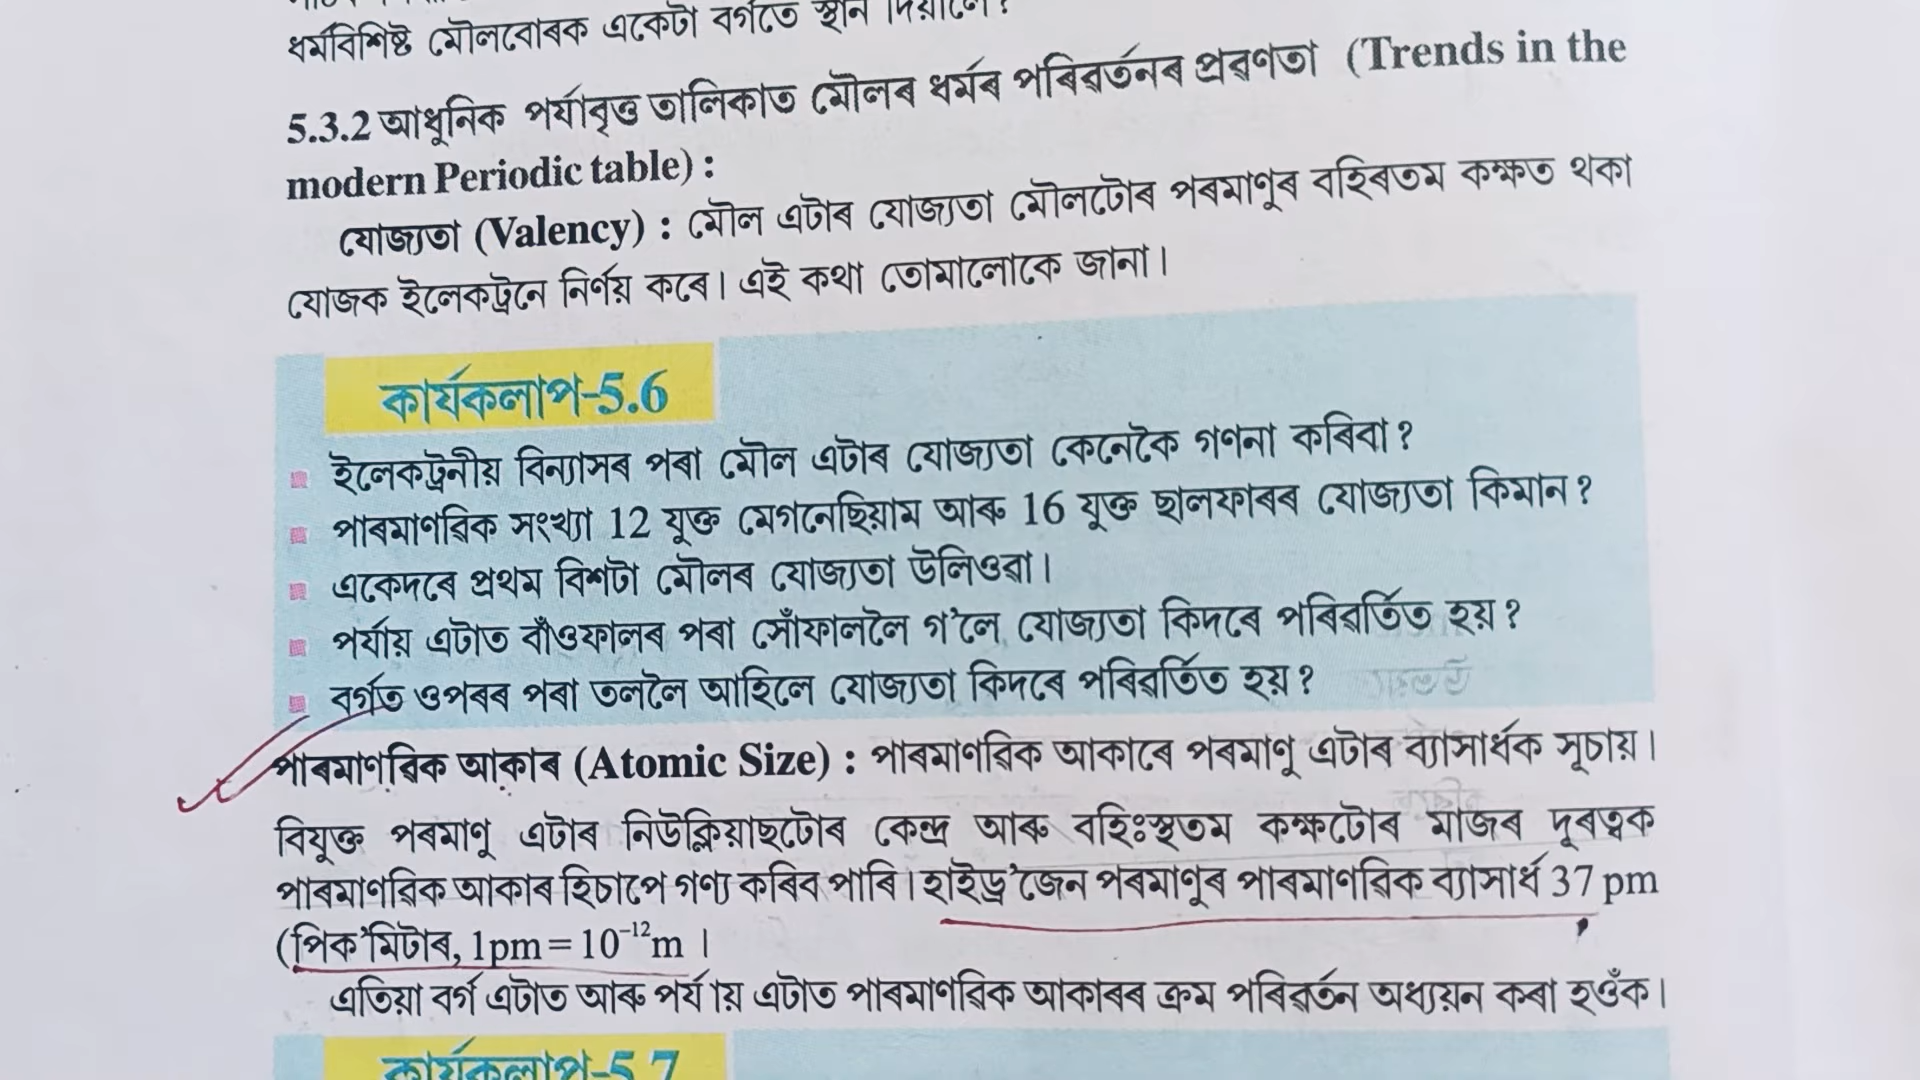 ধৰ্মবিশিষ্ট মৌলবোৰক একেটা বৰ্গতে স্থান দিয়ালে?
5.3.2 আধুনিক পৰ্যাবৃত্ত তালিকাত মৌলৰ ধৰ্মৰ পৰিৱৰ্তনৰ প্ৰৱণতা (Trends in the
modern Periodic table) :
যোজ্যতা (Valency) : মৌল এটাৰ যোজ্যতা মৌলটোৰ পৰমাণুৰ বহিৰতম কক্ষত থকা
যোজক ইলেকট্ৰনে নিৰ্ণয় কৰে। এই কথা তোমালোকে জানা।
কাৰ্যকলাপ-5.6
ইলেকট্ৰনীয় বিন্যাসৰ পৰা মৌল এটাৰ যোজ্যতা কেনেকৈ গণনা কৰিবা?
পাৰমাণৱিক সংখ্যা 12 যুক্ত মেগনেছিয়াম আৰু 16 যুক্ত ছালফাৰৰ যোজ্যতা কিমান?
একেদৰে প্ৰথম বিশটা মৌলৰ যোজ্যতা উলিওৱা।
পৰ্যায় এটাত বাঁওফালৰ পৰা সোঁফাললৈ গ'লে যোজ্যতা কিদৰে পৰিৱৰ্তিত হয়?
বৰ্গত ওপৰৰ পৰা তললৈ আহিলে যোজ্যতা কিদৰে পৰিৱৰ্তিত হয়?
পাৰমাণৱিক আকাৰ (Atomic Size) : পাৰমাণৱিক আকাৰে পৰমাণু এটাৰ ব্যাসাৰ্ধক সূচায়।
বিযুক্ত পৰমাণু এটাৰ নিউক্লিয়াছটোৰ কেন্দ্ৰ আৰু বহিঃস্থতম কক্ষটোৰ মাজৰ দূৰত্বক
পাৰমাণৱিক আকাৰ হিচাপে গণ্য কৰিব পাৰি। হাইড্ৰ'জেন পৰমাণুৰ পাৰমাণৱিক ব্যাসাৰ্ধ 37 pm
(পিক'মিটাৰ, 1pm = 10⁻¹²m ।
এতিয়া বৰ্গ এটাত আৰু পৰ্যায় এটাত পাৰমাণৱিক আকাৰৰ ক্ৰম পৰিৱৰ্তন অধ্যয়ন কৰা হওঁক।
কাৰ্যকলাপ-5.7